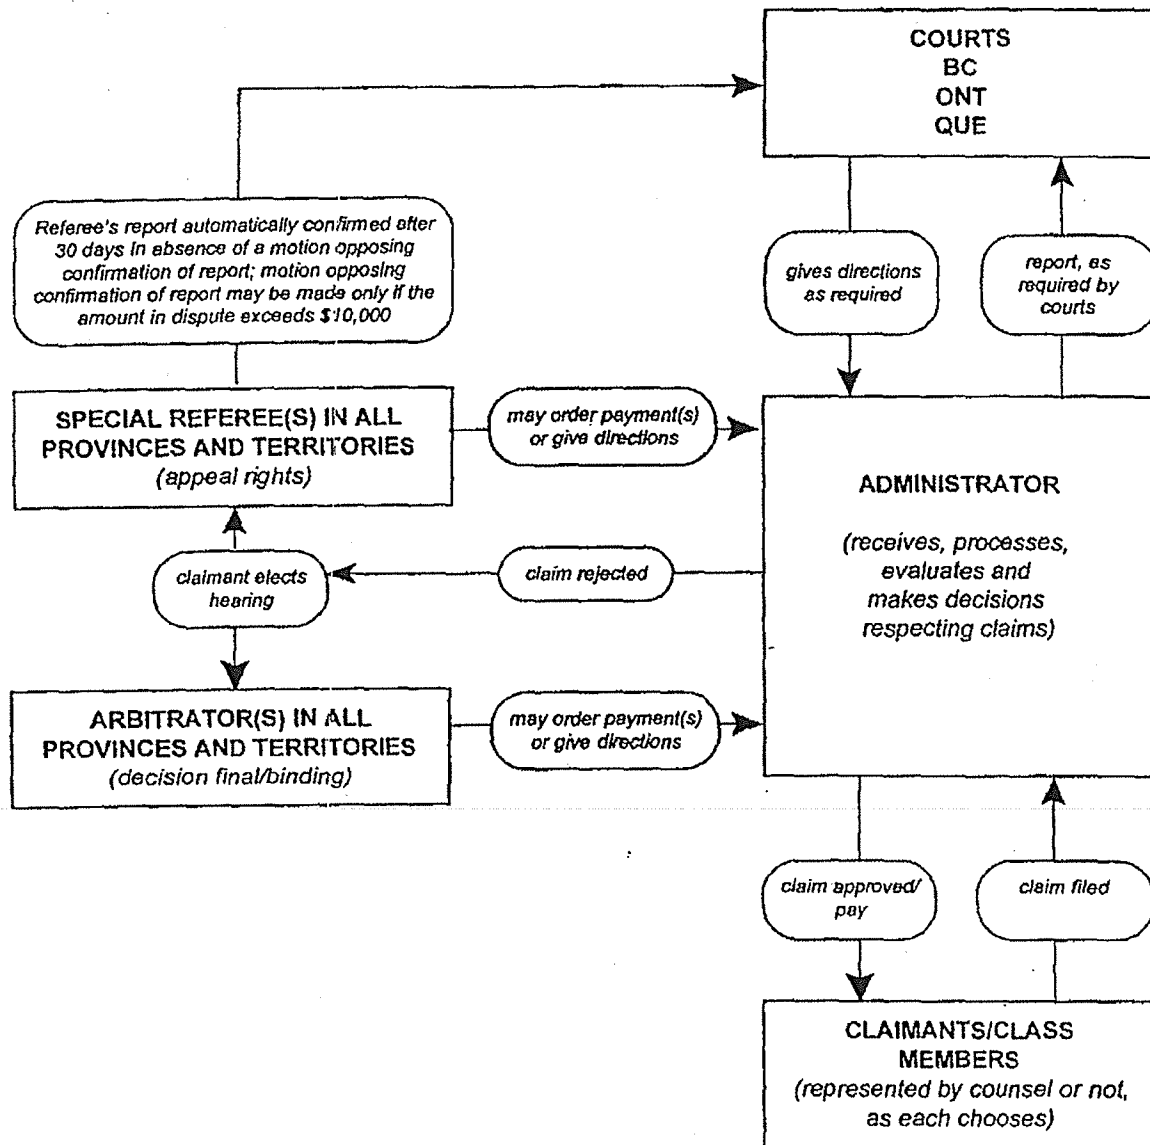 COURTS
BC
ONT
QUE
Referee's report automatically confirmed after
30 days in absence of a motion opposing
confirmation of report; motion opposing
confirmation of report may be made only if the
amount in dispute exceeds $10,000
gives directions
as required
report, as
required by
courts
SPECIAL REFEREE(S) IN ALL
PROVINCES AND TERRITORIES
(appeal rights)
may order payment(s)
or give directions
ADMINISTRATOR
(receives, processes,
evaluates and
makes decisions
respecting claims)
claimant elects
hearing
claim rejected
ARBITRATOR(S) IN ALL
PROVINCES AND TERRITORIES
(decision final/binding)
may order payment(s)
or give directions
claim approved/
pay
claim filed
CLAIMANTS/CLASS
MEMBERS
(represented by counsel or not,
as each chooses)